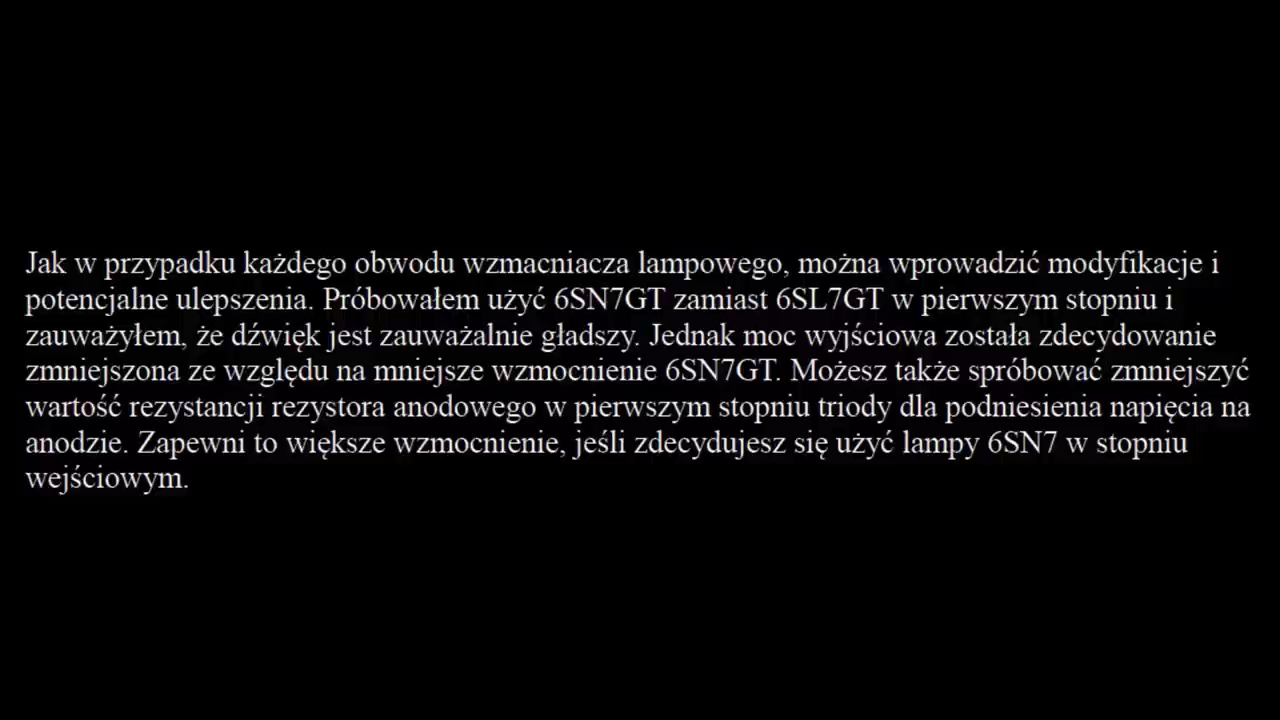 Jak w przypadku każdego obwodu wzmacniacza lampowego, można wprowadzić modyfikacje i
potencjalne ulepszenia. Próbowałem użyć 6SN7GT zamiast 6SL7GT w pierwszym stopniu i
zauważyłem, że dźwięk jest zauważalnie gładszy. Jednak moc wyjściowa została zdecydowanie
zmniejszona ze względu na mniejsze wzmocnienie 6SN7GT. Możesz także spróbować zmniejszyć
wartość rezystancji rezystora anodowego w pierwszym stopniu triody dla podniesienia napięcia na
anodzie. Zapewni to większe wzmocnienie, jeśli zdecydujesz się użyć lampy 6SN7 w stopniu
wejściowym.